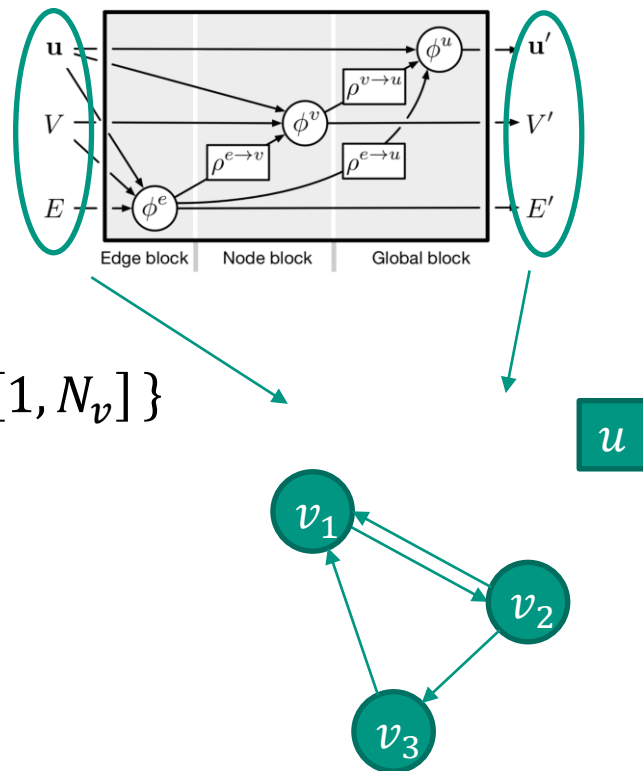 u φ^u u′
ρ^{v→u}
V φ^v V′
ρ^{e→v} ρ^{e→u}
E φ^e E′
Edge block Node block Global block
[1, N_v] }
u
v_1
v_2
v_3